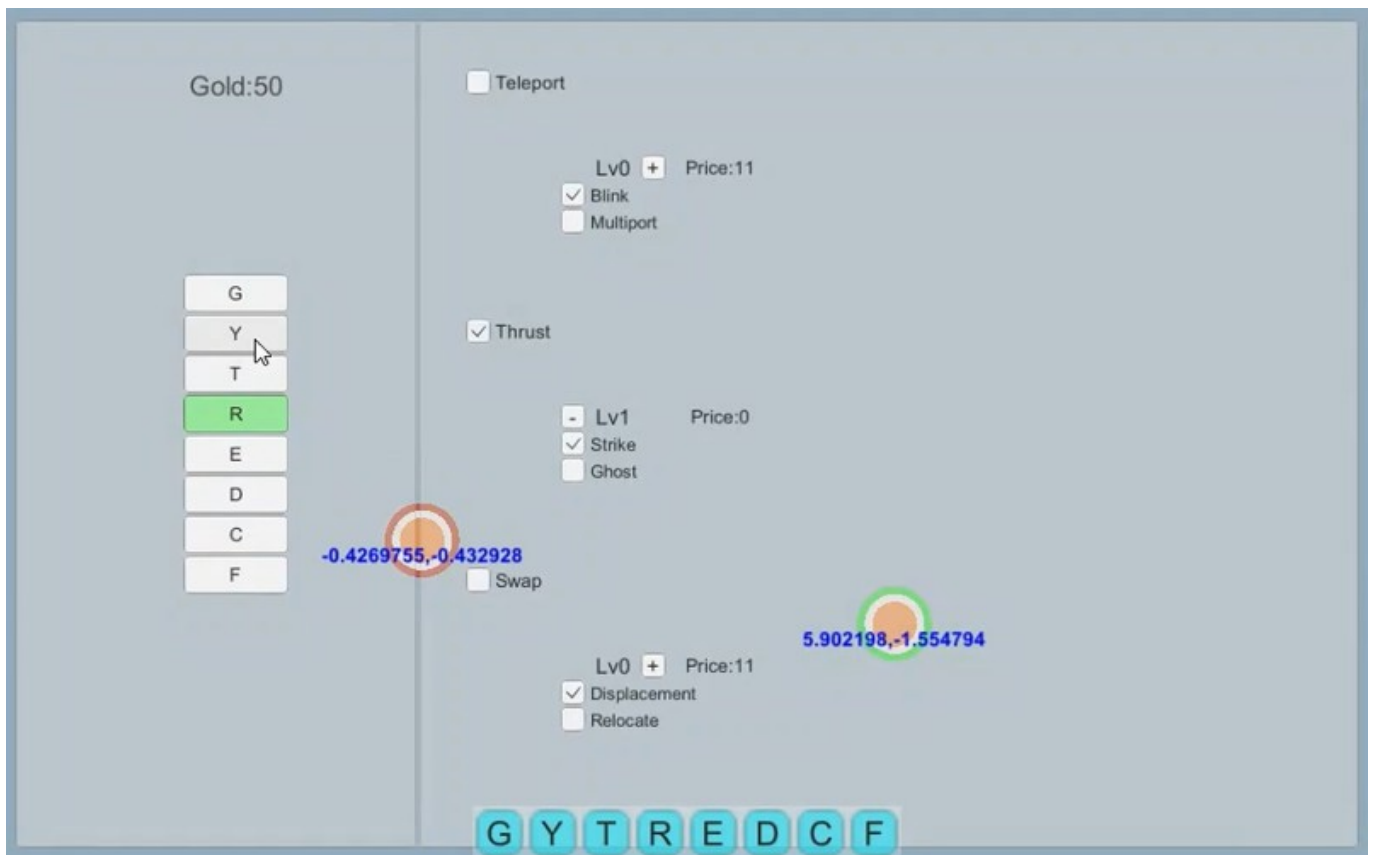 Gold:50
G
Y
T
R
E
D
C
F
Teleport
Lv0 + Price:11
Blink
Multiport
Thrust
- Lv1 Price:0
Strike
Ghost
-0.4269755,-0.432928
Swap
5.902198,-1.554794
Lv0 + Price:11
Displacement
Relocate
G Y T R E D C F